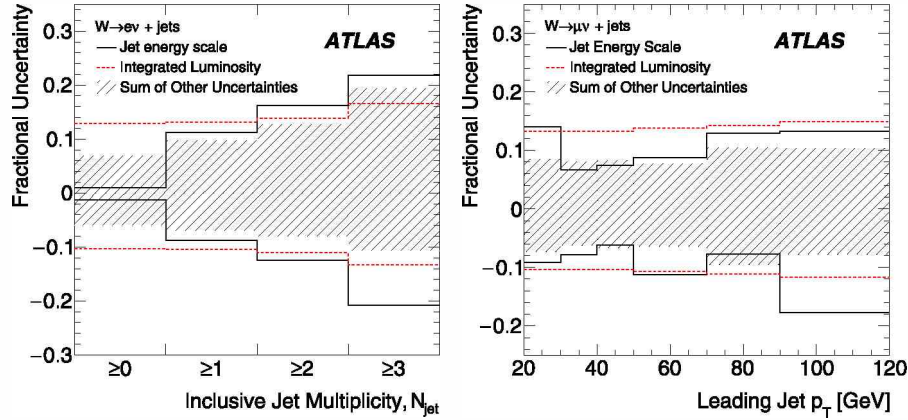 W→eν + jets
ATLAS
Jet energy scale
Integrated Luminosity
Sum of Other Uncertainties
Fractional Uncertainty
0.3
0.2
0.1
0
−0.1
−0.2
−0.3
≥0 ≥1 ≥2 ≥3
Inclusive Jet Multiplicity, N_jet
W→μν + jets
ATLAS
Jet Energy Scale
Integrated Luminosity
Sum of Other Uncertainties
Fractional Uncertainty
0.3
0.2
0.1
0
−0.1
−0.2
20 40 60 80 100 120
Leading Jet p_T [GeV]